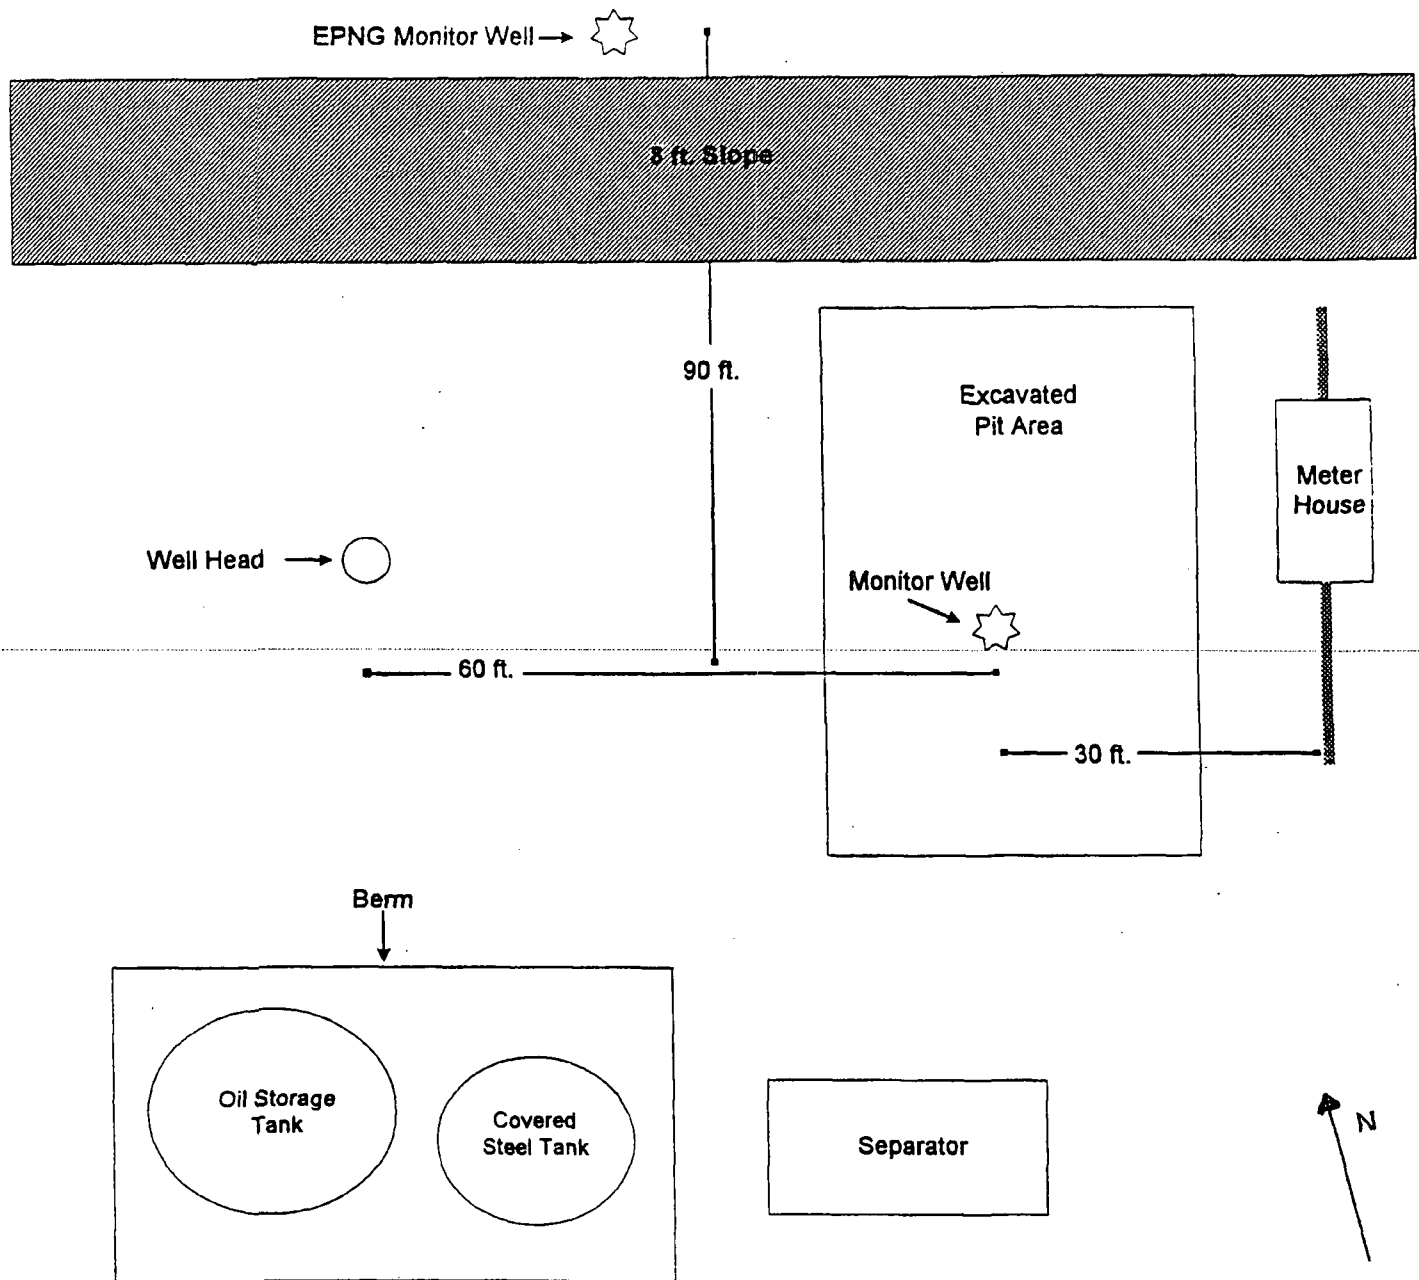 EPNG Monitor Well
8 ft. Slope
90 ft.
Excavated
Pit Area
Meter
House
Well Head
Monitor Well
60 ft.
30 ft.
Berm
Oil Storage
Tank
Covered
Steel Tank
Separator
N